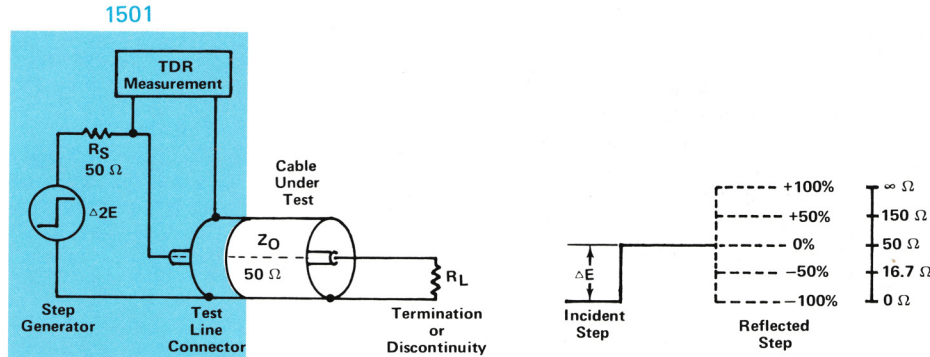 1501
TDR
Measurement
RS
50 Ω
△2E
Step
Generator
Test
Line
Connector
Cable
Under
Test
ZO
50 Ω
RL
Termination
or
Discontinuity
△E
Incident
Step
+100%
+50%
0%
−50%
−100%
Reflected
Step
∞ Ω
150 Ω
50 Ω
16.7 Ω
0 Ω